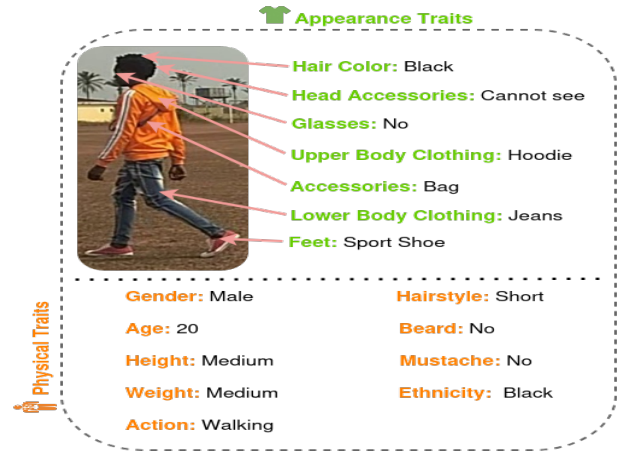 Appearance Traits
Hair Color: Black
Head Accessories: Cannot see
Glasses: No
Upper Body Clothing: Hoodie
Accessories: Bag
Lower Body Clothing: Jeans
Feet: Sport Shoe
Physical Traits
Gender: Male
Hairstyle: Short
Age: 20
Beard: No
Height: Medium
Mustache: No
Weight: Medium
Ethnicity: Black
Action: Walking